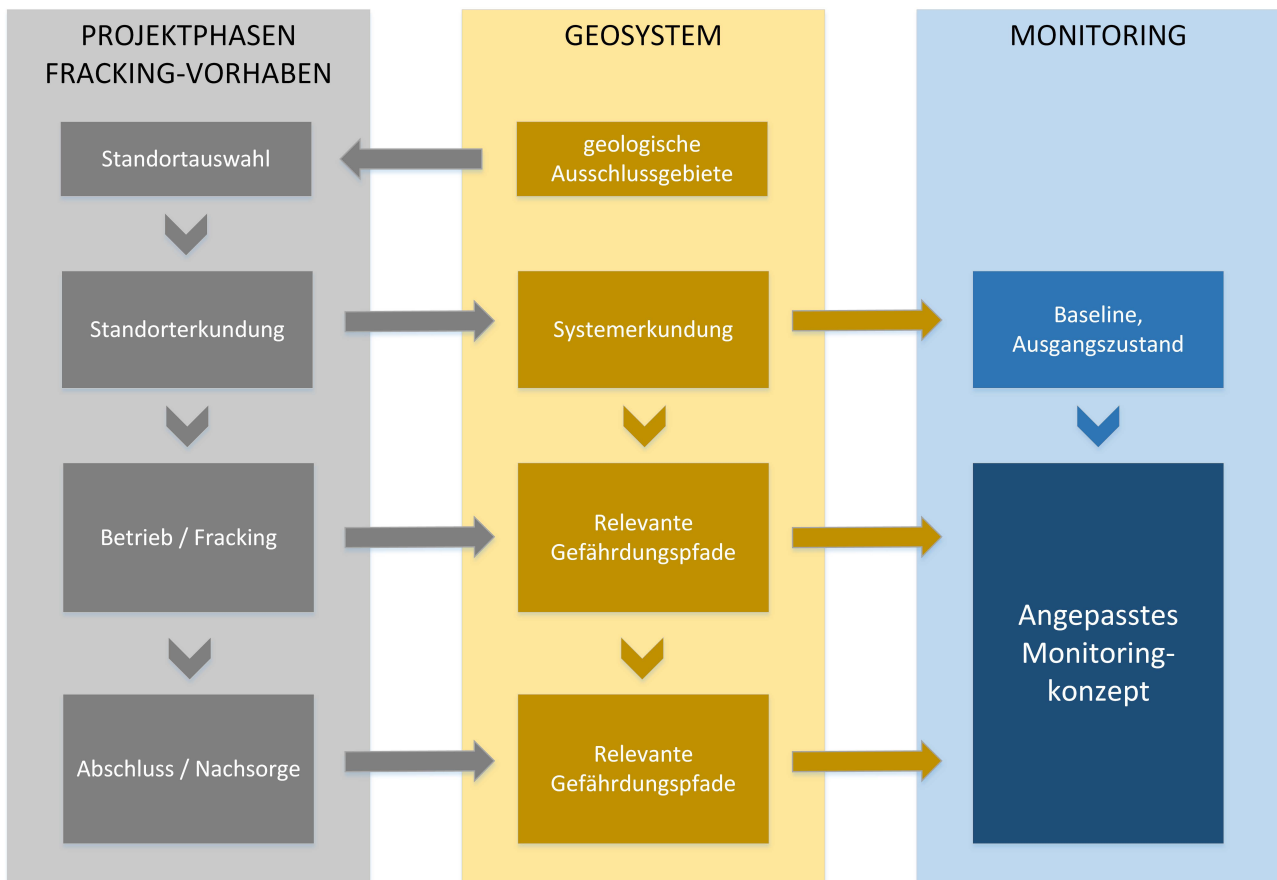 PROJEKTPHASEN
FRACKING-VORHABEN
GEOSYSTEM
MONITORING
Standortauswahl
geologische
Ausschlussgebiete
Standorterkundung
Systemerkundung
Baseline,
Ausgangszustand
Betrieb / Fracking
Relevante
Gefährdungspfade
Angepasstes
Monitoring-
konzept
Abschluss / Nachsorge
Relevante
Gefährdungspfade